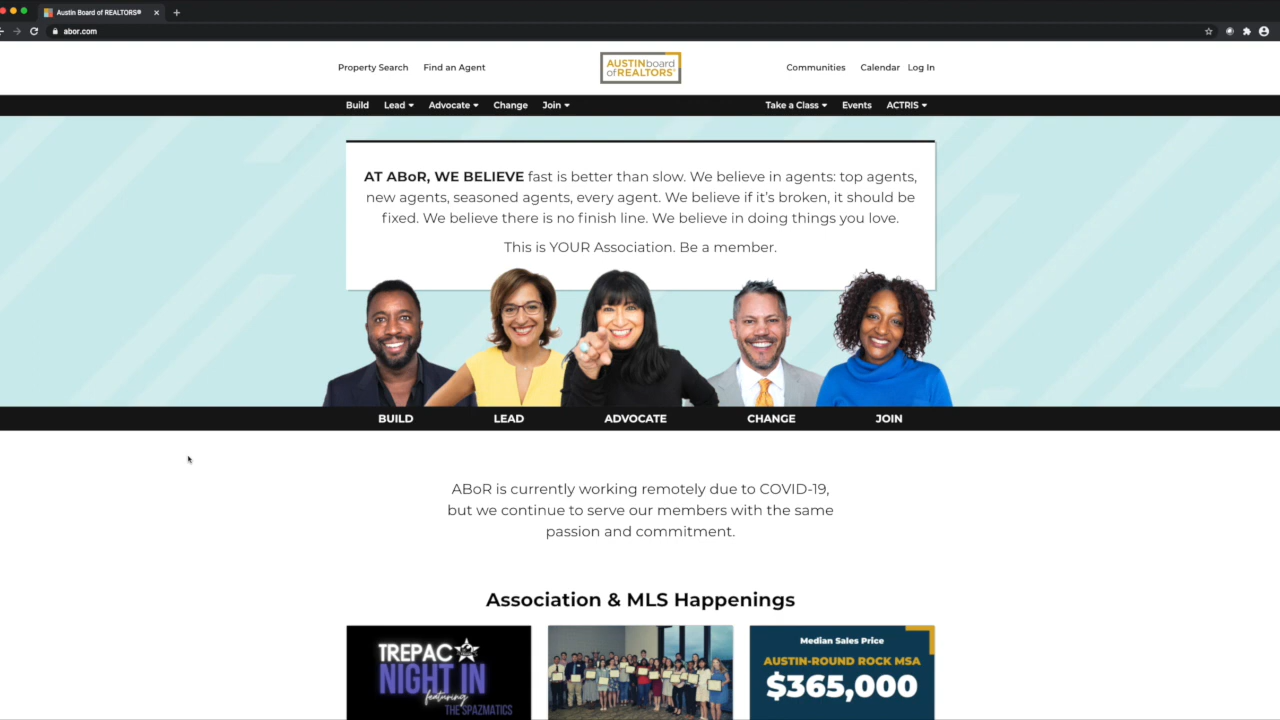 Austin Board of REALTORS®
abor.com
Property Search Find an Agent
AUSTINboard
ofREALTORS®
Communities Calendar Log In
Build Lead Advocate Change Join
Take a Class Events ACTRIS
AT ABoR, WE BELIEVE fast is better than slow. We believe in agents: top agents,
new agents, seasoned agents, every agent. We believe if it's broken, it should be
fixed. We believe there is no finish line. We believe in doing things you love.
This is YOUR Association. Be a member.
BUILD LEAD ADVOCATE CHANGE JOIN
ABoR is currently working remotely due to COVID-19,
but we continue to serve our members with the same
passion and commitment.
Association & MLS Happenings
TREPAC
NIGHT IN
featuring
THE SPAZMATICS
Median Sales Price
AUSTIN-ROUND ROCK MSA
$365,000